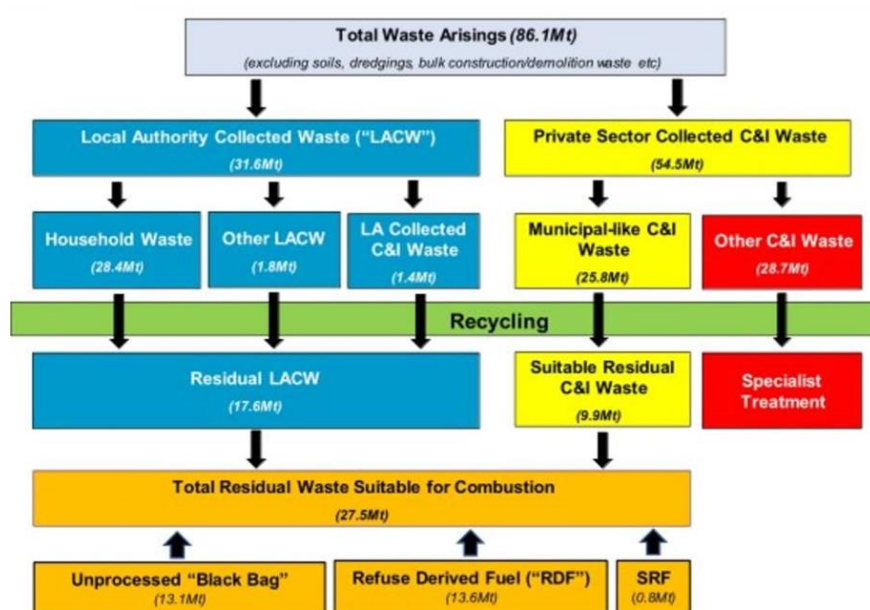 Total Waste Arisings (86.1Mt)
(excluding soils, dredgings, bulk construction/demolition waste etc)
Local Authority Collected Waste (“LACW”)
(31.6Mt)
Private Sector Collected C&I Waste
(54.5Mt)
Household Waste
(28.4Mt)
Other LACW
(1.8Mt)
LA Collected
C&I Waste
(1.4Mt)
Municipal-like C&I
Waste
(25.8Mt)
Other C&I Waste
(28.7Mt)
Recycling
Residual LACW
(17.6Mt)
Suitable Residual
C&I Waste
(9.9Mt)
Specialist
Treatment
Total Residual Waste Suitable for Combustion
(27.5Mt)
Unprocessed “Black Bag”
(13.1Mt)
Refuse Derived Fuel (“RDF”)
(13.6Mt)
SRF
(0.8Mt)